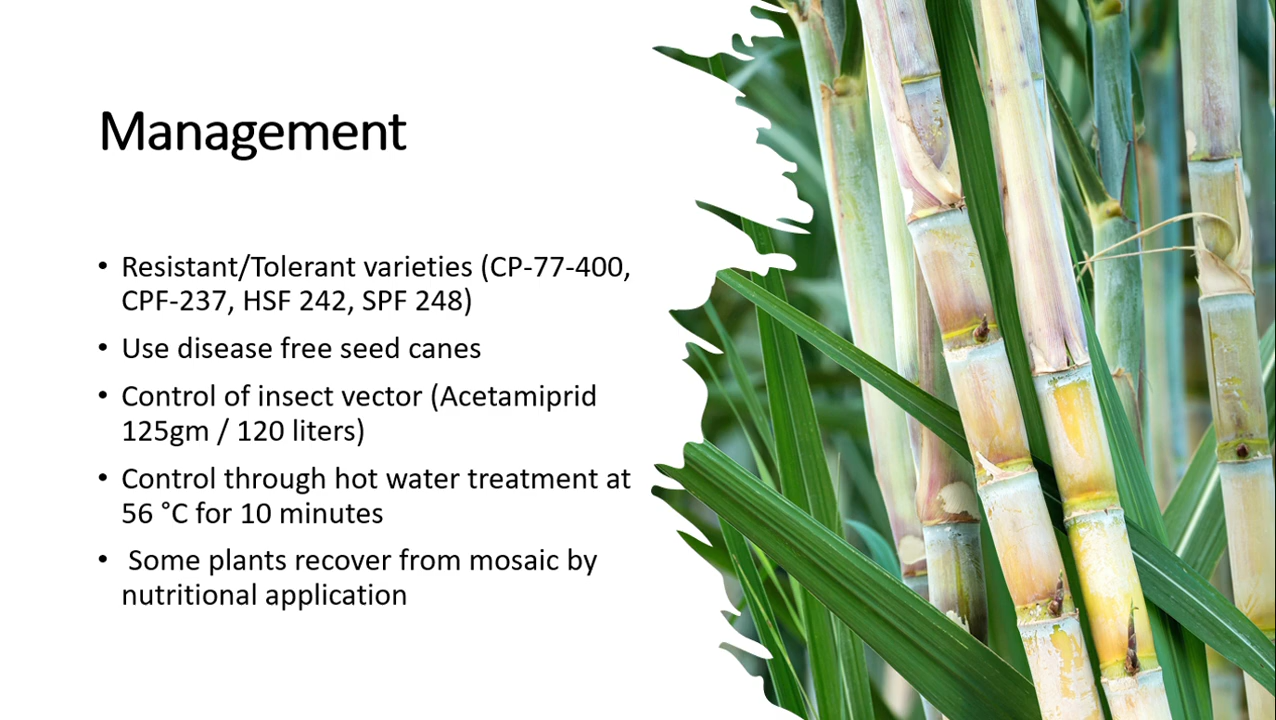 Management
• Resistant/Tolerant varieties (CP-77-400,
CPF-237, HSF 242, SPF 248)
• Use disease free seed canes
• Control of insect vector (Acetamiprid
125gm / 120 liters)
• Control through hot water treatment at
56 °C for 10 minutes
• Some plants recover from mosaic by
nutritional application